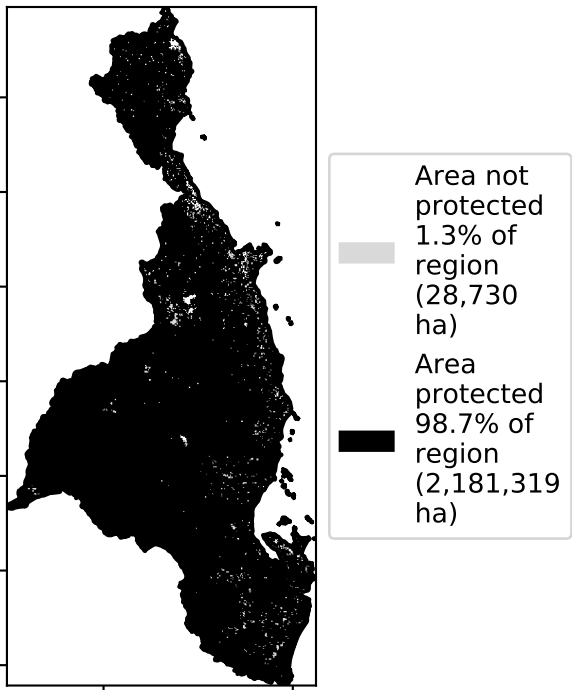 Area not
protected
1.3% of
region
(28,730
ha)
Area
protected
98.7% of
region
(2,181,319
ha)